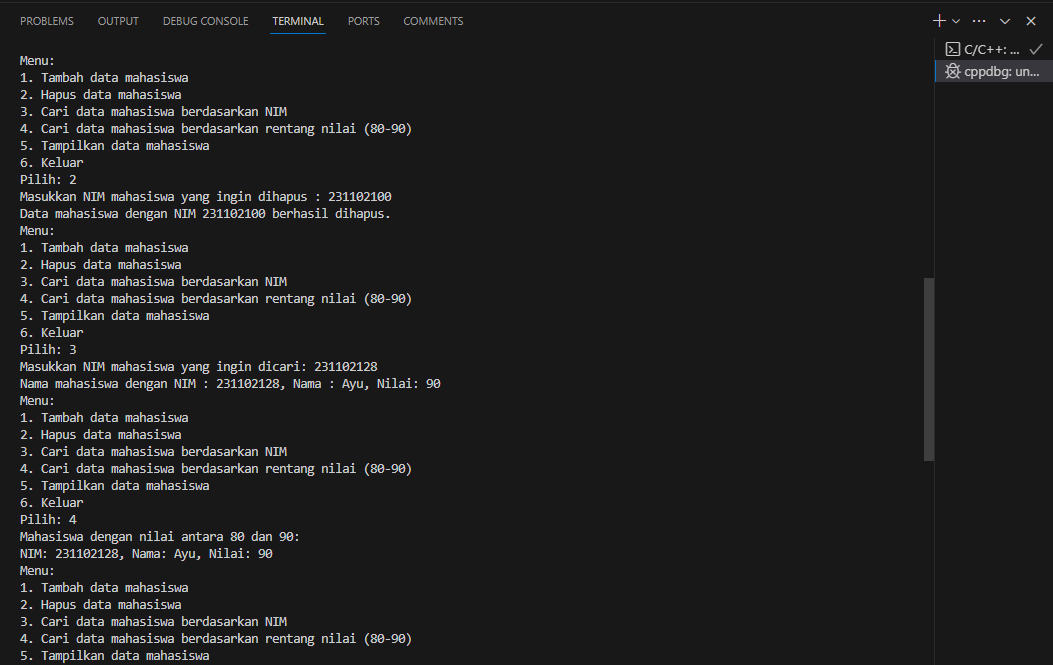 PROBLEMS OUTPUT DEBUG CONSOLE TERMINAL PORTS COMMENTS
C/C++: ...
cppdbg: un...
Menu:
1. Tambah data mahasiswa
2. Hapus data mahasiswa
3. Cari data mahasiswa berdasarkan NIM
4. Cari data mahasiswa berdasarkan rentang nilai (80-90)
5. Tampilkan data mahasiswa
6. Keluar
Pilih: 2
Masukkan NIM mahasiswa yang ingin dihapus : 231102100
Data mahasiswa dengan NIM 231102100 berhasil dihapus.
Menu:
1. Tambah data mahasiswa
2. Hapus data mahasiswa
3. Cari data mahasiswa berdasarkan NIM
4. Cari data mahasiswa berdasarkan rentang nilai (80-90)
5. Tampilkan data mahasiswa
6. Keluar
Pilih: 3
Masukkan NIM mahasiswa yang ingin dicari: 231102128
Nama mahasiswa dengan NIM : 231102128, Nama : Ayu, Nilai: 90
Menu:
1. Tambah data mahasiswa
2. Hapus data mahasiswa
3. Cari data mahasiswa berdasarkan NIM
4. Cari data mahasiswa berdasarkan rentang nilai (80-90)
5. Tampilkan data mahasiswa
6. Keluar
Pilih: 4
Mahasiswa dengan nilai antara 80 dan 90:
NIM: 231102128, Nama: Ayu, Nilai: 90
Menu:
1. Tambah data mahasiswa
2. Hapus data mahasiswa
3. Cari data mahasiswa berdasarkan NIM
4. Cari data mahasiswa berdasarkan rentang nilai (80-90)
5. Tampilkan data mahasiswa